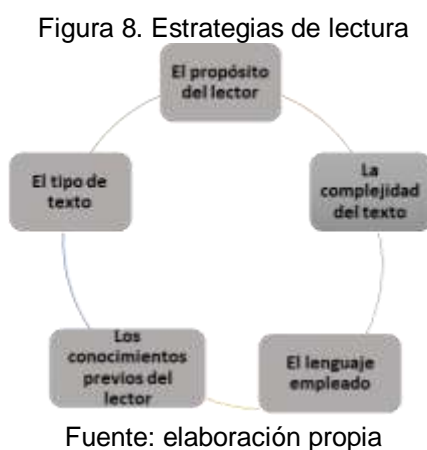 Figura 8. Estrategias de lectura
El propósito
del lector
La
complejidad
del texto
El lenguaje
empleado
Los
conocimientos
previos del
lector
El tipo de
texto
Fuente: elaboración propia